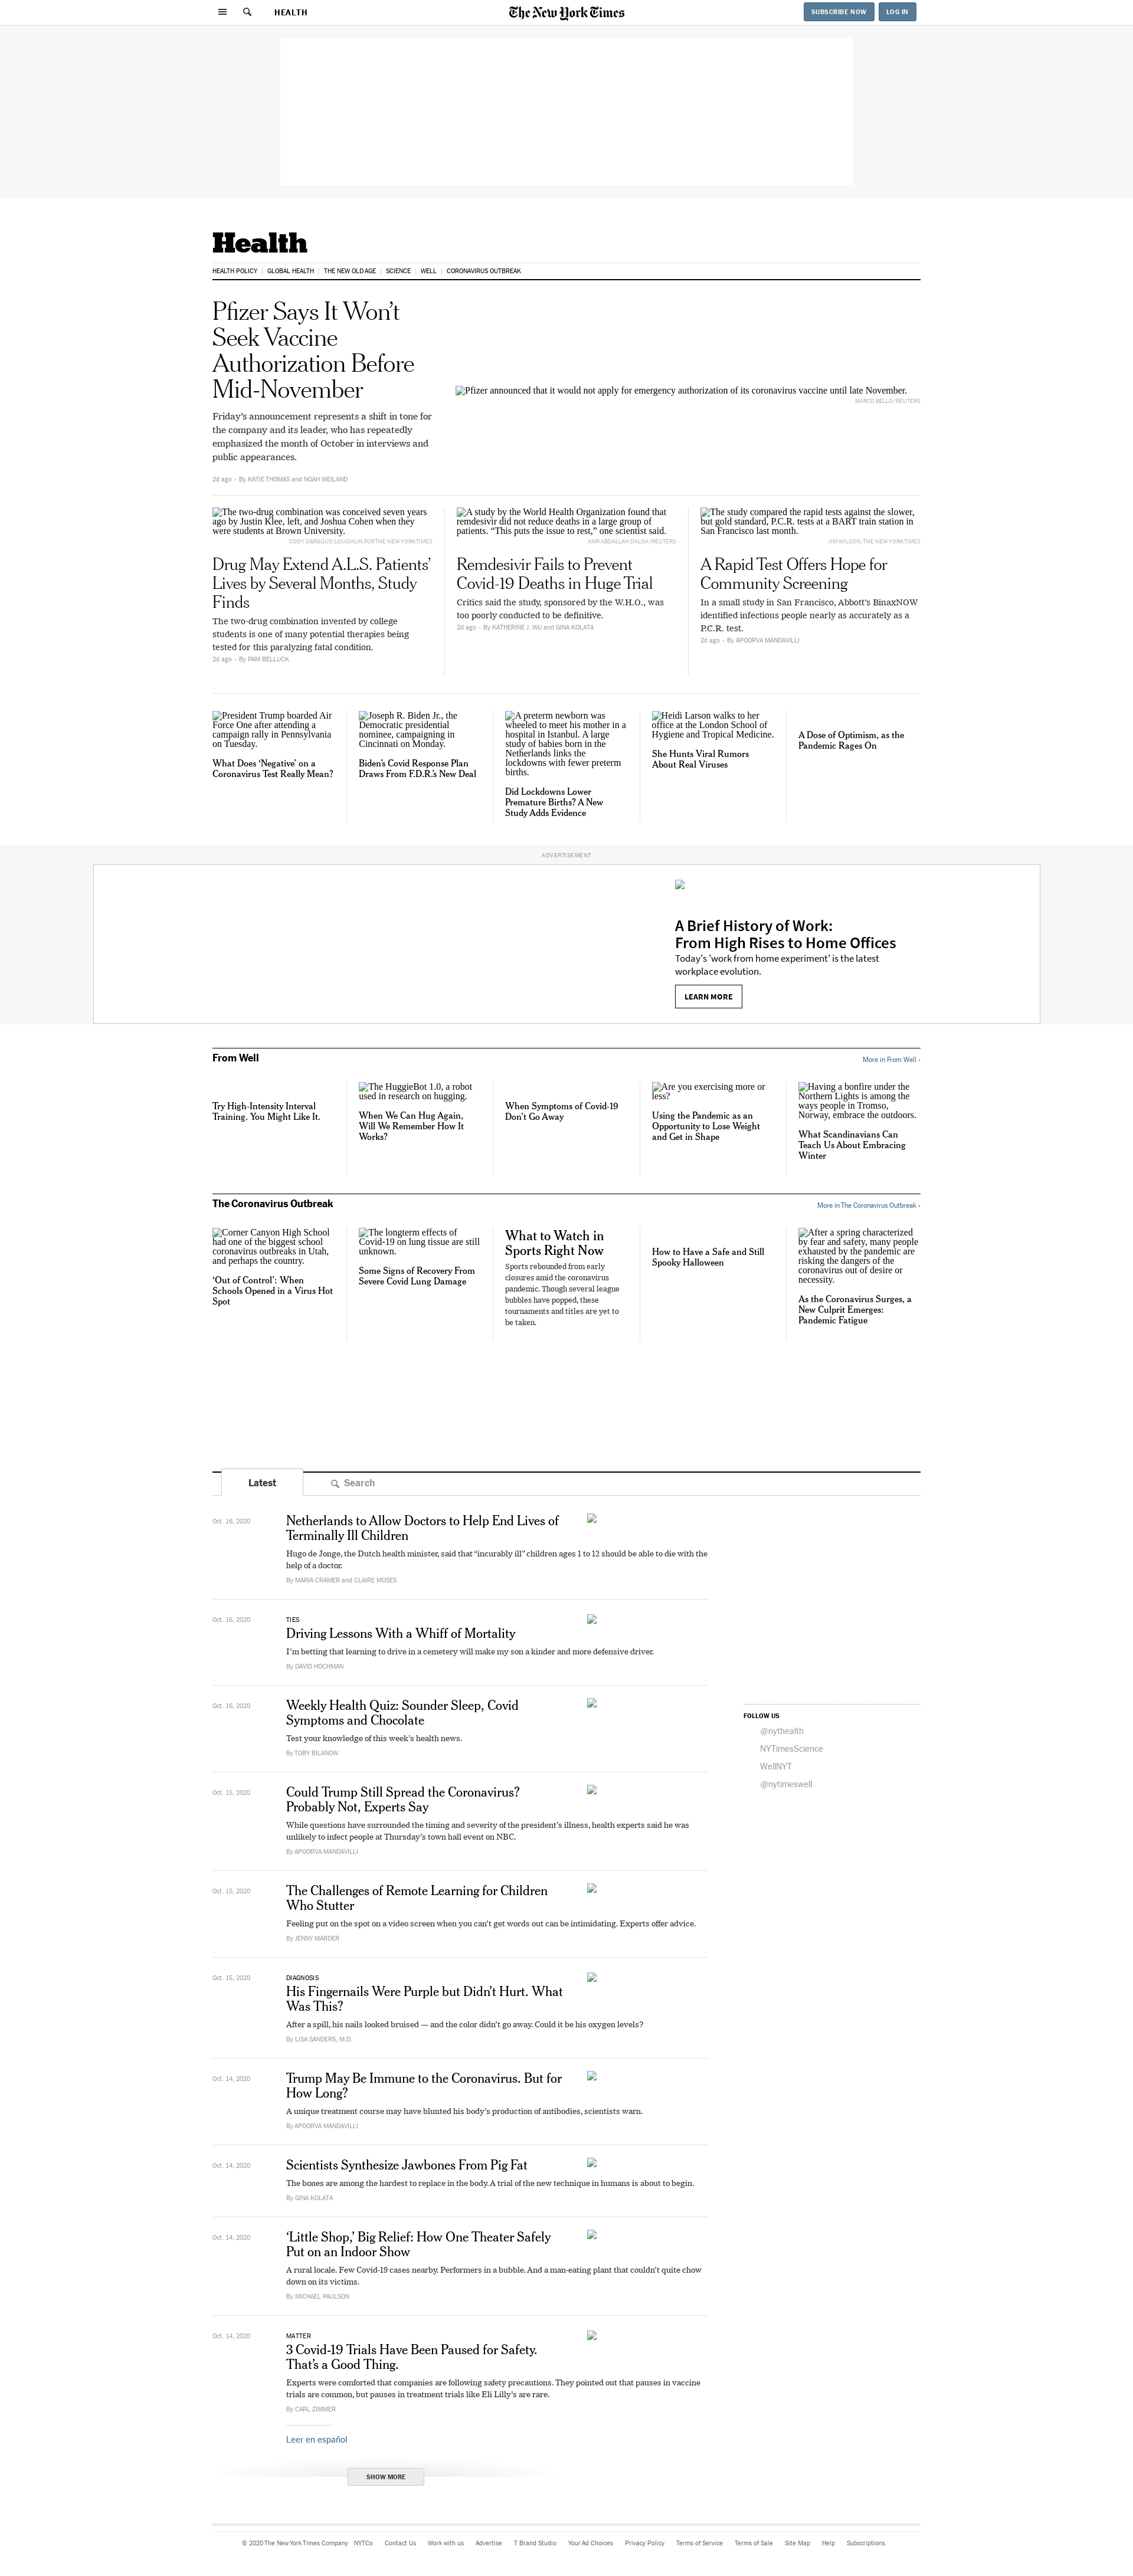 HEALTH
The New York Times
SUBSCRIBE NOW
LOG IN
Health
HEALTH POLICY
GLOBAL HEALTH
THE NEW OLD AGE
SCIENCE
WELL
CORONAVIRUS OUTBREAK
Pfizer Says It Won’t
Seek Vaccine
Authorization Before
Mid-November
Friday’s announcement represents a shift in tone for
the company and its leader, who has repeatedly
emphasized the month of October in interviews and
public appearances.
2d ago • By KATIE THOMAS and NOAH WEILAND
Pfizer announced that it would not apply for emergency authorization of its coronavirus vaccine until late November.
MARCO BELLO/REUTERS
The two-drug combination was conceived seven years
ago by Justin Klee, left, and Joshua Cohen when they
were students at Brown University.
CODY O&RSQUO;LOUGHLIN FOR THE NEW YORK TIMES
Drug May Extend A.L.S. Patients’
Lives by Several Months, Study
Finds
The two-drug combination invented by college
students is one of many potential therapies being
tested for this paralyzing fatal condition.
2d ago • By PAM BELLUCK
A study by the World Health Organization found that
remdesivir did not reduce deaths in a large group of
patients. “This puts the issue to rest,” one scientist said.
AMR ABDALLAH DALSH/REUTERS
Remdesivir Fails to Prevent
Covid-19 Deaths in Huge Trial
Critics said the study, sponsored by the W.H.O., was
too poorly conducted to be definitive.
2d ago • By KATHERINE J. WU and GINA KOLATA
The study compared the rapid tests against the slower,
but gold standard, P.C.R. tests at a BART train station in
San Francisco last month.
JIM WILSON/THE NEW YORK TIMES
A Rapid Test Offers Hope for
Community Screening
In a small study in San Francisco, Abbott’s BinaxNOW
identified infectious people nearly as accurately as a
P.C.R. test.
2d ago • By APOORVA MANDAVILLI
President Trump boarded Air
Force One after attending a
campaign rally in Pennsylvania
on Tuesday.
What Does ‘Negative’ on a
Coronavirus Test Really Mean?
Joseph R. Biden Jr., the
Democratic presidential
nominee, campaigning in
Cincinnati on Monday.
Biden’s Covid Response Plan
Draws From F.D.R.’s New Deal
A preterm newborn was
wheeled to meet his mother in a
hospital in Istanbul. A large
study of babies born in the
Netherlands links the
lockdowns with fewer preterm
births.
Did Lockdowns Lower
Premature Births? A New
Study Adds Evidence
Heidi Larson walks to her
office at the London School of
Hygiene and Tropical Medicine.
She Hunts Viral Rumors
About Real Viruses
A Dose of Optimism, as the
Pandemic Rages On
ADVERTISEMENT
A Brief History of Work:
From High Rises to Home Offices
Today's 'work from home experiment' is the latest
workplace evolution.
LEARN MORE
From Well
More in From Well ›
Try High-Intensity Interval
Training. You Might Like It.
The HuggieBot 1.0, a robot
used in research on hugging.
When We Can Hug Again,
Will We Remember How It
Works?
When Symptoms of Covid-19
Don’t Go Away
Are you exercising more or
less?
Using the Pandemic as an
Opportunity to Lose Weight
and Get in Shape
Having a bonfire under the
Northern Lights is among the
ways people in Tromso,
Norway, embrace the outdoors.
What Scandinavians Can
Teach Us About Embracing
Winter
The Coronavirus Outbreak
More in The Coronavirus Outbreak ›
Corner Canyon High School
had one of the biggest school
coronavirus outbreaks in Utah,
and perhaps the country.
‘Out of Control’: When
Schools Opened in a Virus Hot
Spot
The longterm effects of
Covid-19 on lung tissue are still
unknown.
Some Signs of Recovery From
Severe Covid Lung Damage
What to Watch in
Sports Right Now
Sports rebounded from early
closures amid the coronavirus
pandemic. Though several league
bubbles have popped, these
tournaments and titles are yet to
be taken.
How to Have a Safe and Still
Spooky Halloween
After a spring characterized
by fear and safety, many people
exhausted by the pandemic are
risking the dangers of the
coronavirus out of desire or
necessity.
As the Coronavirus Surges, a
New Culprit Emerges:
Pandemic Fatigue
Latest
Search
Oct. 16, 2020
Netherlands to Allow Doctors to Help End Lives of
Terminally Ill Children
Hugo de Jonge, the Dutch health minister, said that “incurably ill” children ages 1 to 12 should be able to die with the
help of a doctor.
By MARIA CRAMER and CLAIRE MOSES
Oct. 16, 2020
TIES
Driving Lessons With a Whiff of Mortality
I’m betting that learning to drive in a cemetery will make my son a kinder and more defensive driver.
By DAVID HOCHMAN
Oct. 16, 2020
Weekly Health Quiz: Sounder Sleep, Covid
Symptoms and Chocolate
Test your knowledge of this week’s health news.
By TOBY BILANOW
FOLLOW US
@nythealth
NYTimesScience
WellNYT
@nytimeswell
Oct. 15, 2020
Could Trump Still Spread the Coronavirus?
Probably Not, Experts Say
While questions have surrounded the timing and severity of the president’s illness, health experts said he was
unlikely to infect people at Thursday’s town hall event on NBC.
By APOORVA MANDAVILLI
Oct. 15, 2020
The Challenges of Remote Learning for Children
Who Stutter
Feeling put on the spot on a video screen when you can’t get words out can be intimidating. Experts offer advice.
By JENNY MARDER
Oct. 15, 2020
DIAGNOSIS
His Fingernails Were Purple but Didn’t Hurt. What
Was This?
After a spill, his nails looked bruised — and the color didn’t go away. Could it be his oxygen levels?
By LISA SANDERS, M.D.
Oct. 14, 2020
Trump May Be Immune to the Coronavirus. But for
How Long?
A unique treatment course may have blunted his body’s production of antibodies, scientists warn.
By APOORVA MANDAVILLI
Oct. 14, 2020
Scientists Synthesize Jawbones From Pig Fat
The bones are among the hardest to replace in the body. A trial of the new technique in humans is about to begin.
By GINA KOLATA
Oct. 14, 2020
‘Little Shop,’ Big Relief: How One Theater Safely
Put on an Indoor Show
A rural locale. Few Covid-19 cases nearby. Performers in a bubble. And a man-eating plant that couldn’t quite chow
down on its victims.
By MICHAEL PAULSON
Oct. 14, 2020
MATTER
3 Covid-19 Trials Have Been Paused for Safety.
That’s a Good Thing.
Experts were comforted that companies are following safety precautions. They pointed out that pauses in vaccine
trials are common, but pauses in treatment trials like Eli Lilly’s are rare.
By CARL ZIMMER
Leer en español
SHOW MORE
© 2020 The New York Times Company
NYTCo
Contact Us
Work with us
Advertise
T Brand Studio
Your Ad Choices
Privacy Policy
Terms of Service
Terms of Sale
Site Map
Help
Subscriptions